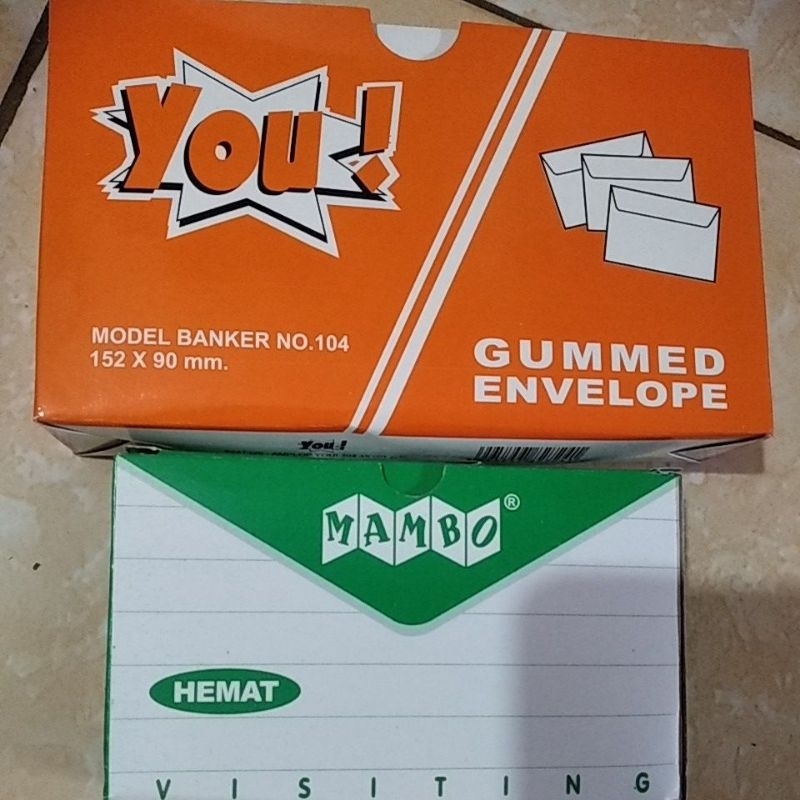 You!
MODEL BANKER NO.104
152 X 90 mm.
GUMMED
ENVELOPE
You!
MAMBO®
HEMAT
VISITING